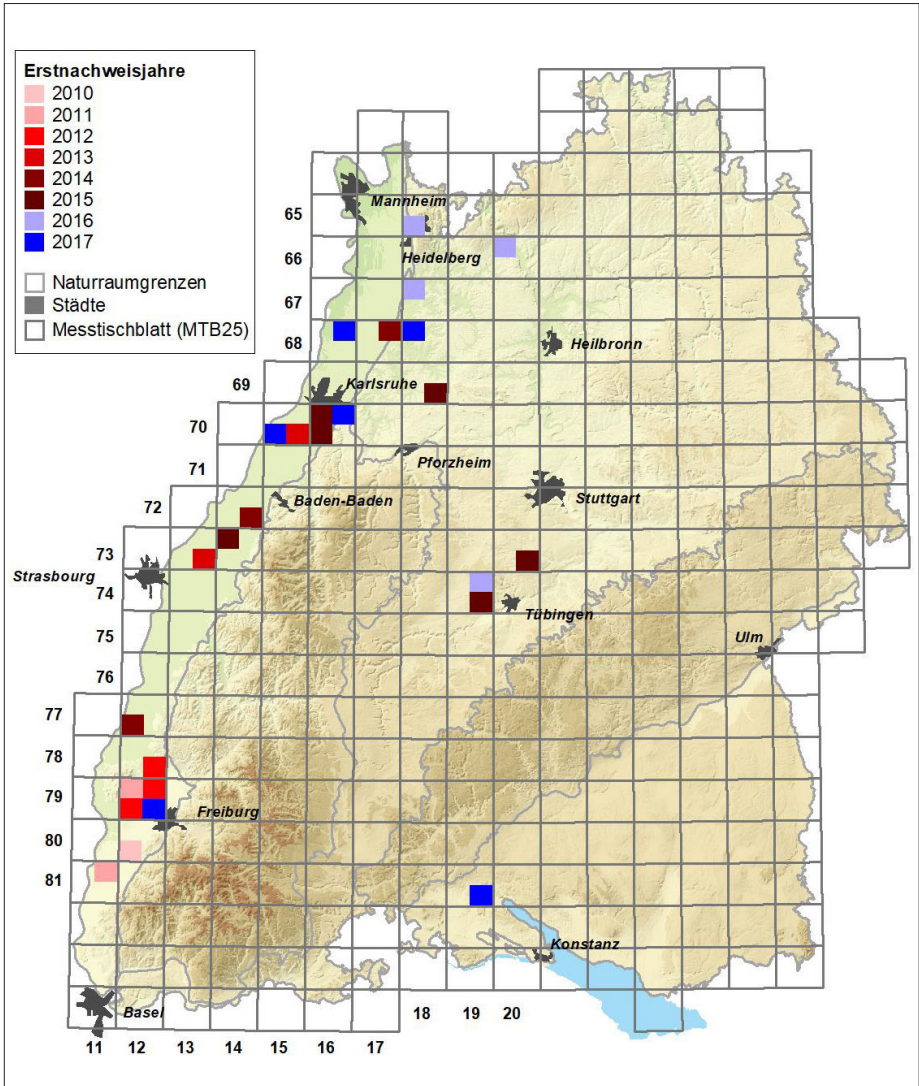 Erstnachweisjahre
2010
2011
2012
2013
2014
2015
2016
2017
Naturraumgrenzen
Städte
Messtischblatt (MTB25)
65
Mannheim
66
Heidelberg
67
68
Heilbronn
69
Karlsruhe
70
71
Pforzheim
72
Baden-Baden
Stuttgart
73
Strasbourg
74
Tübingen
75
Ulm
76
77
78
79
Freiburg
80
81
Konstanz
Basel
18 19 20
11 12 13 14 15 16 17